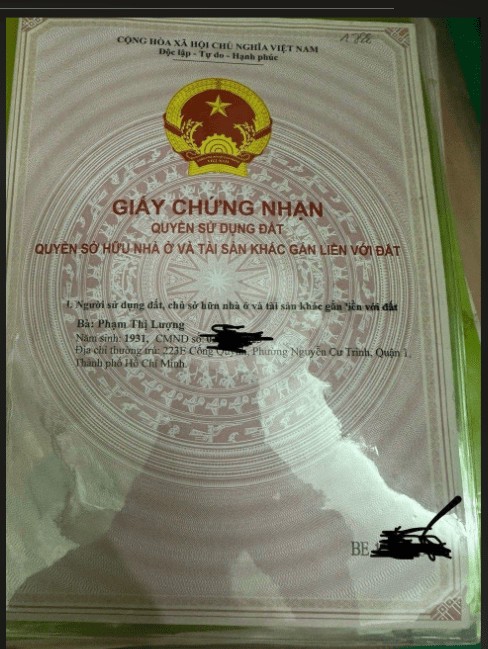 CỘNG HÒA XÃ HỘI CHỦ NGHĨA VIỆT NAM
Độc lập - Tự do - Hạnh phúc
GIẤY CHỨNG NHẬN
QUYỀN SỬ DỤNG ĐẤT
QUYỀN SỞ HỮU NHÀ Ở VÀ TÀI SẢN KHÁC GẮN LIỀN VỚI ĐẤT
I. Người sử dụng đất, chủ sở hữu nhà ở và tài sản khác gắn liền với đất
Bà: Phạm Thị Lượng
Năm sinh: 1931, CMND số: 0
Địa chỉ thường trú: 223E Cống Quỳnh, Phường Nguyễn Cư Trinh, Quận 1,
Thành phố Hồ Chí Minh.
BE